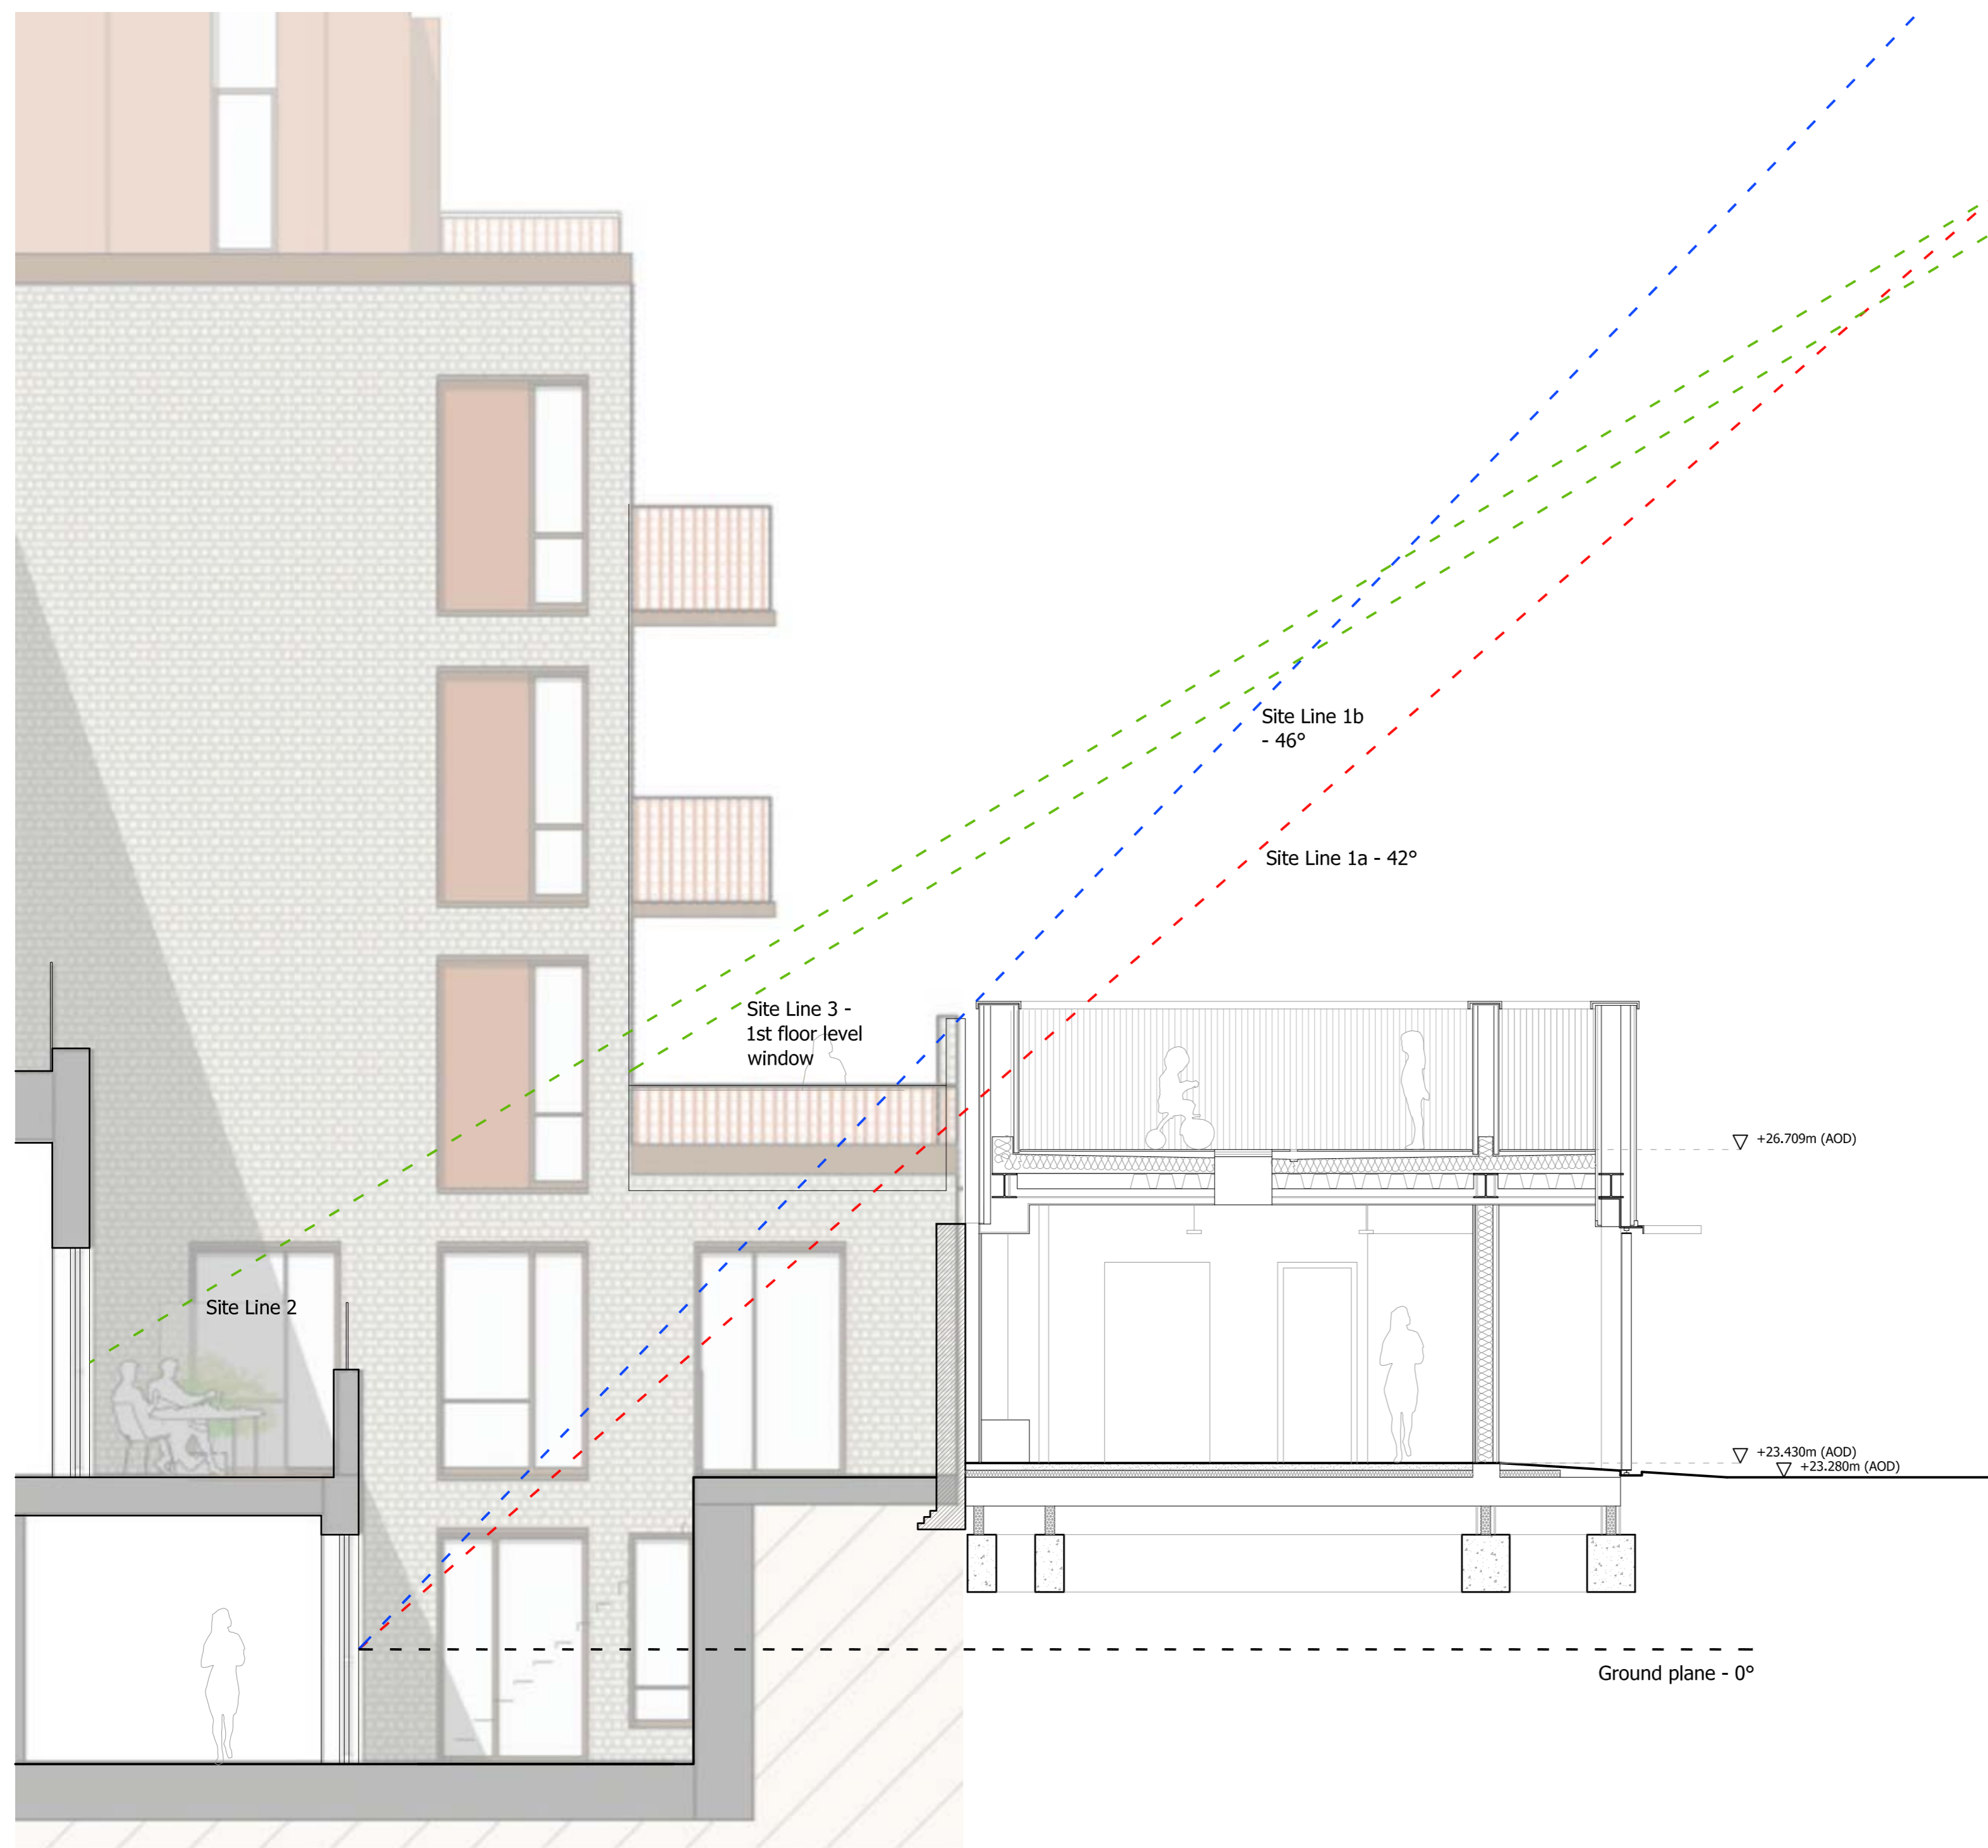 Site Line 1b
- 46°
Site Line 1a - 42°
Site Line 3 -
1st floor level
window
+26.709m (AOD)
Site Line 2
+23.430m (AOD)
+23.280m (AOD)
Ground plane - 0°